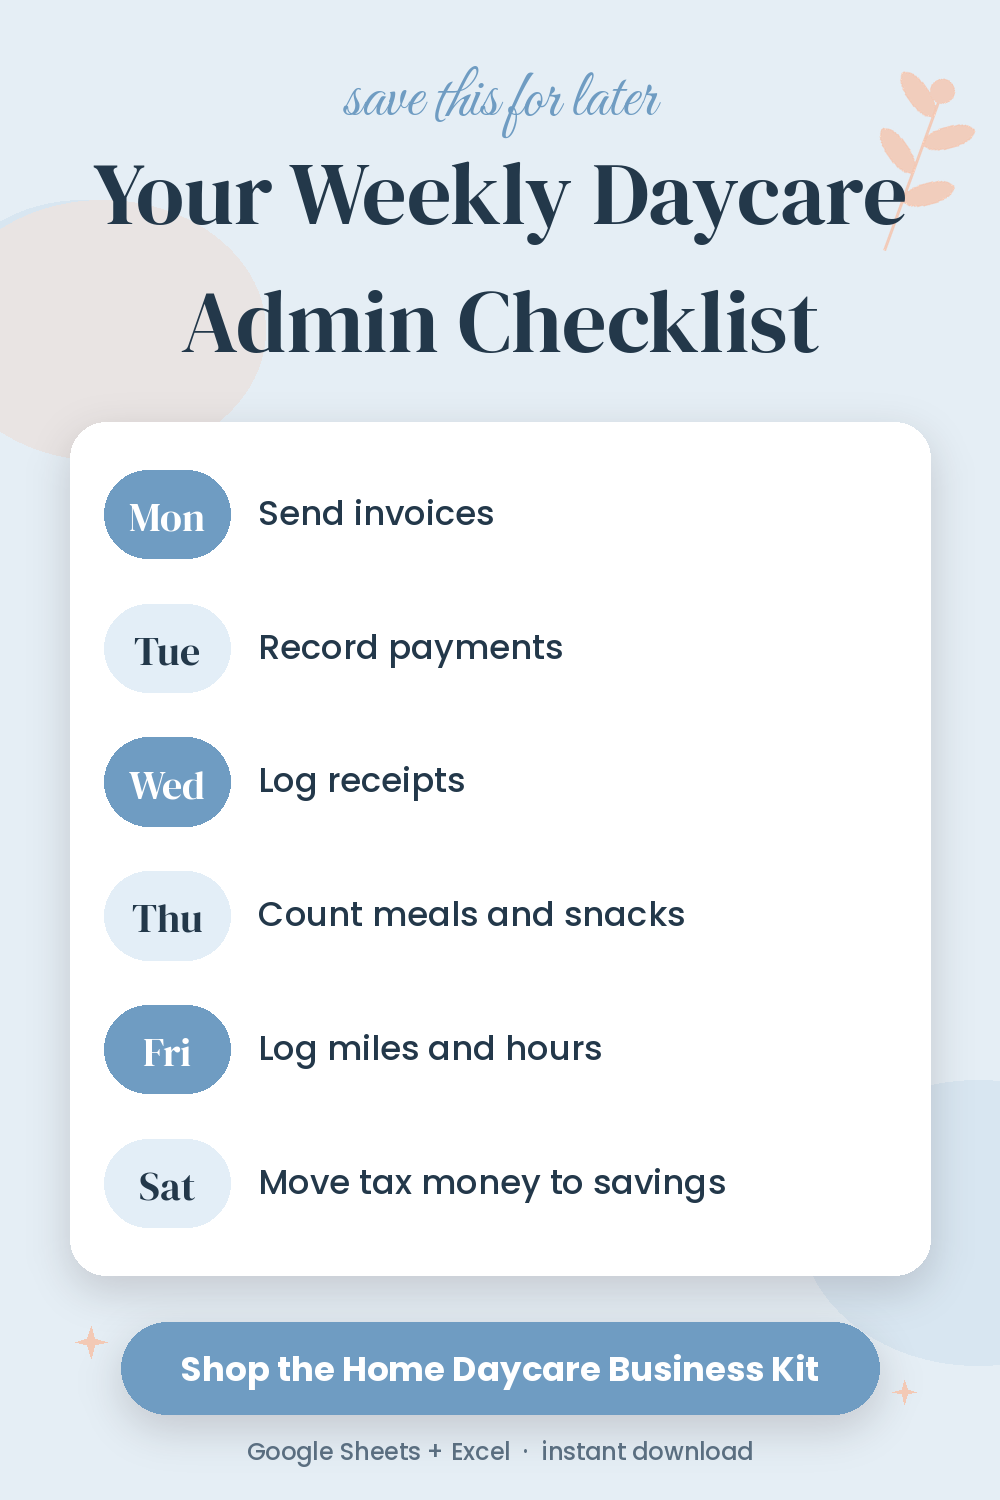 save this for later
Your Weekly Daycare
Admin Checklist
Mon Send invoices
Tue Record payments
Wed Log receipts
Thu Count meals and snacks
Fri Log miles and hours
Sat Move tax money to savings
Shop the Home Daycare Business Kit
Google Sheets + Excel · instant download